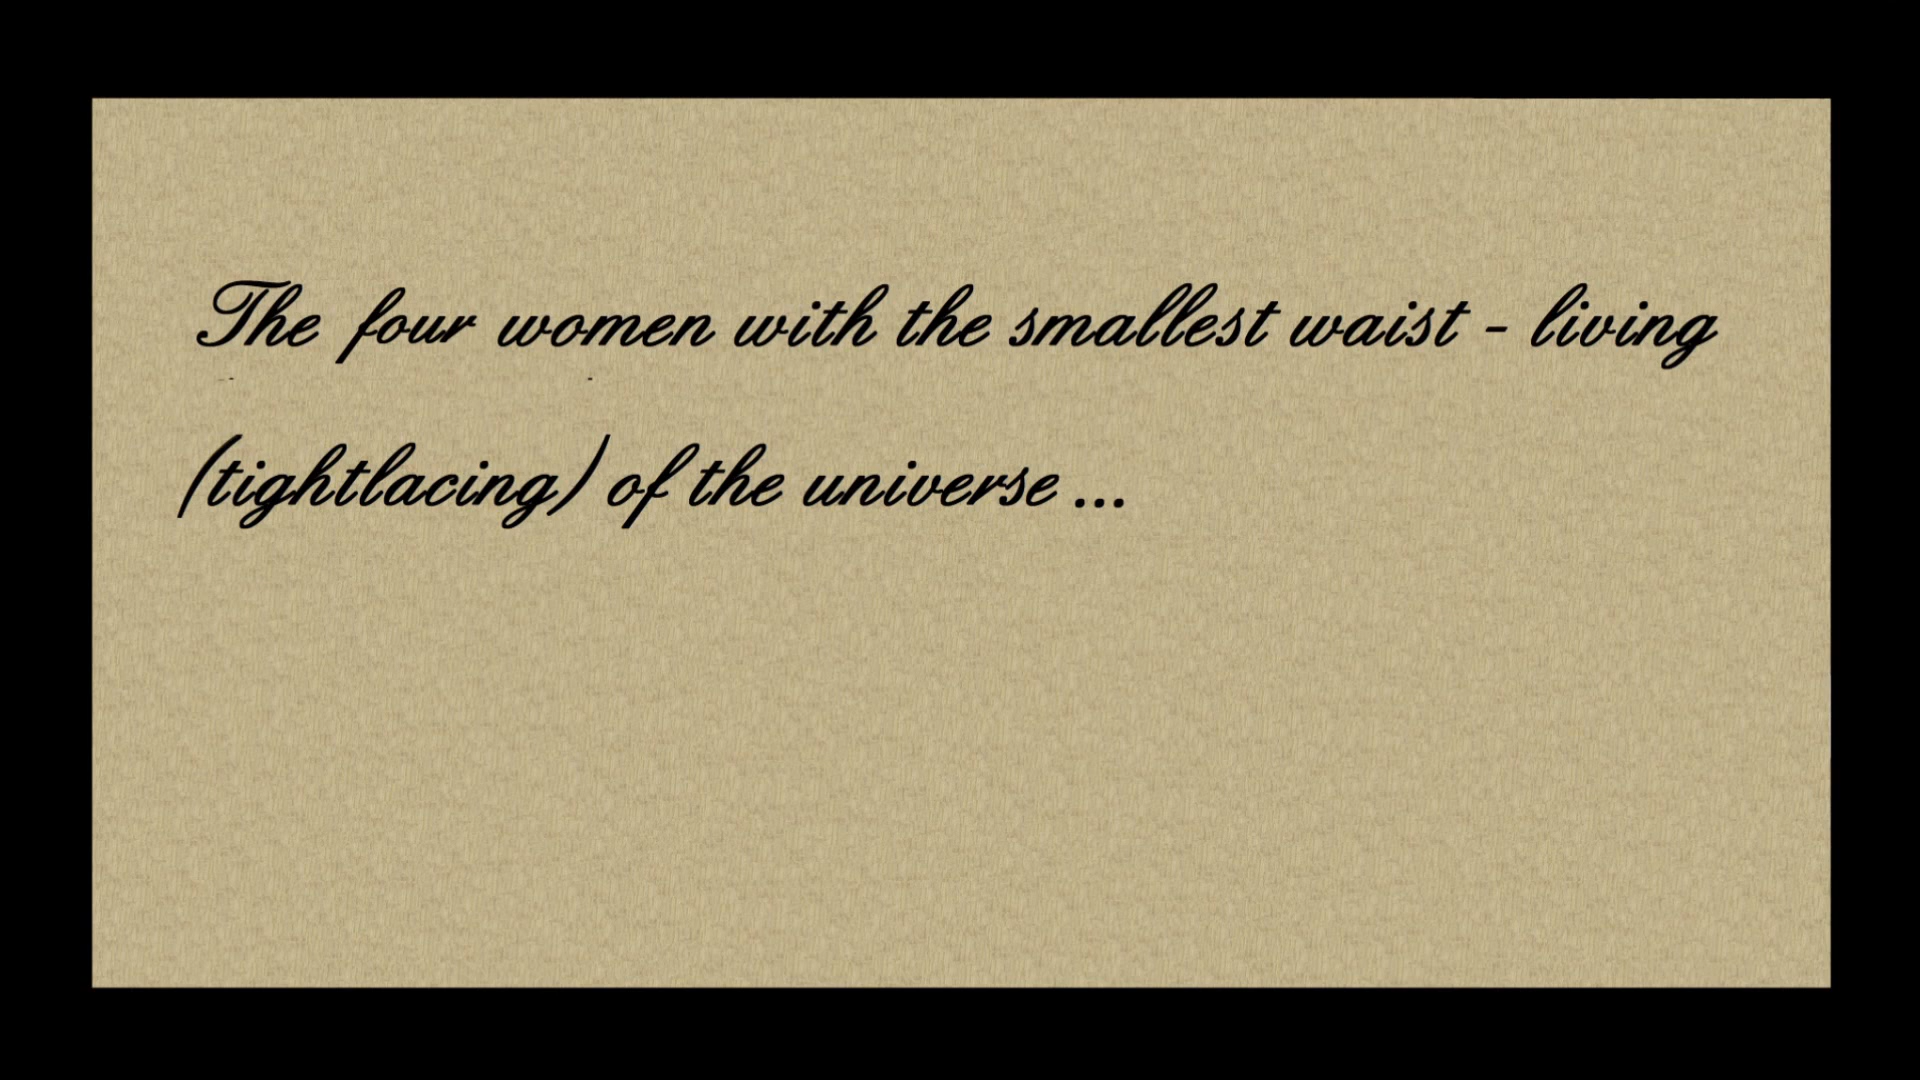 The four women with the smallest waist - living
(tightlacing) of the universe ...